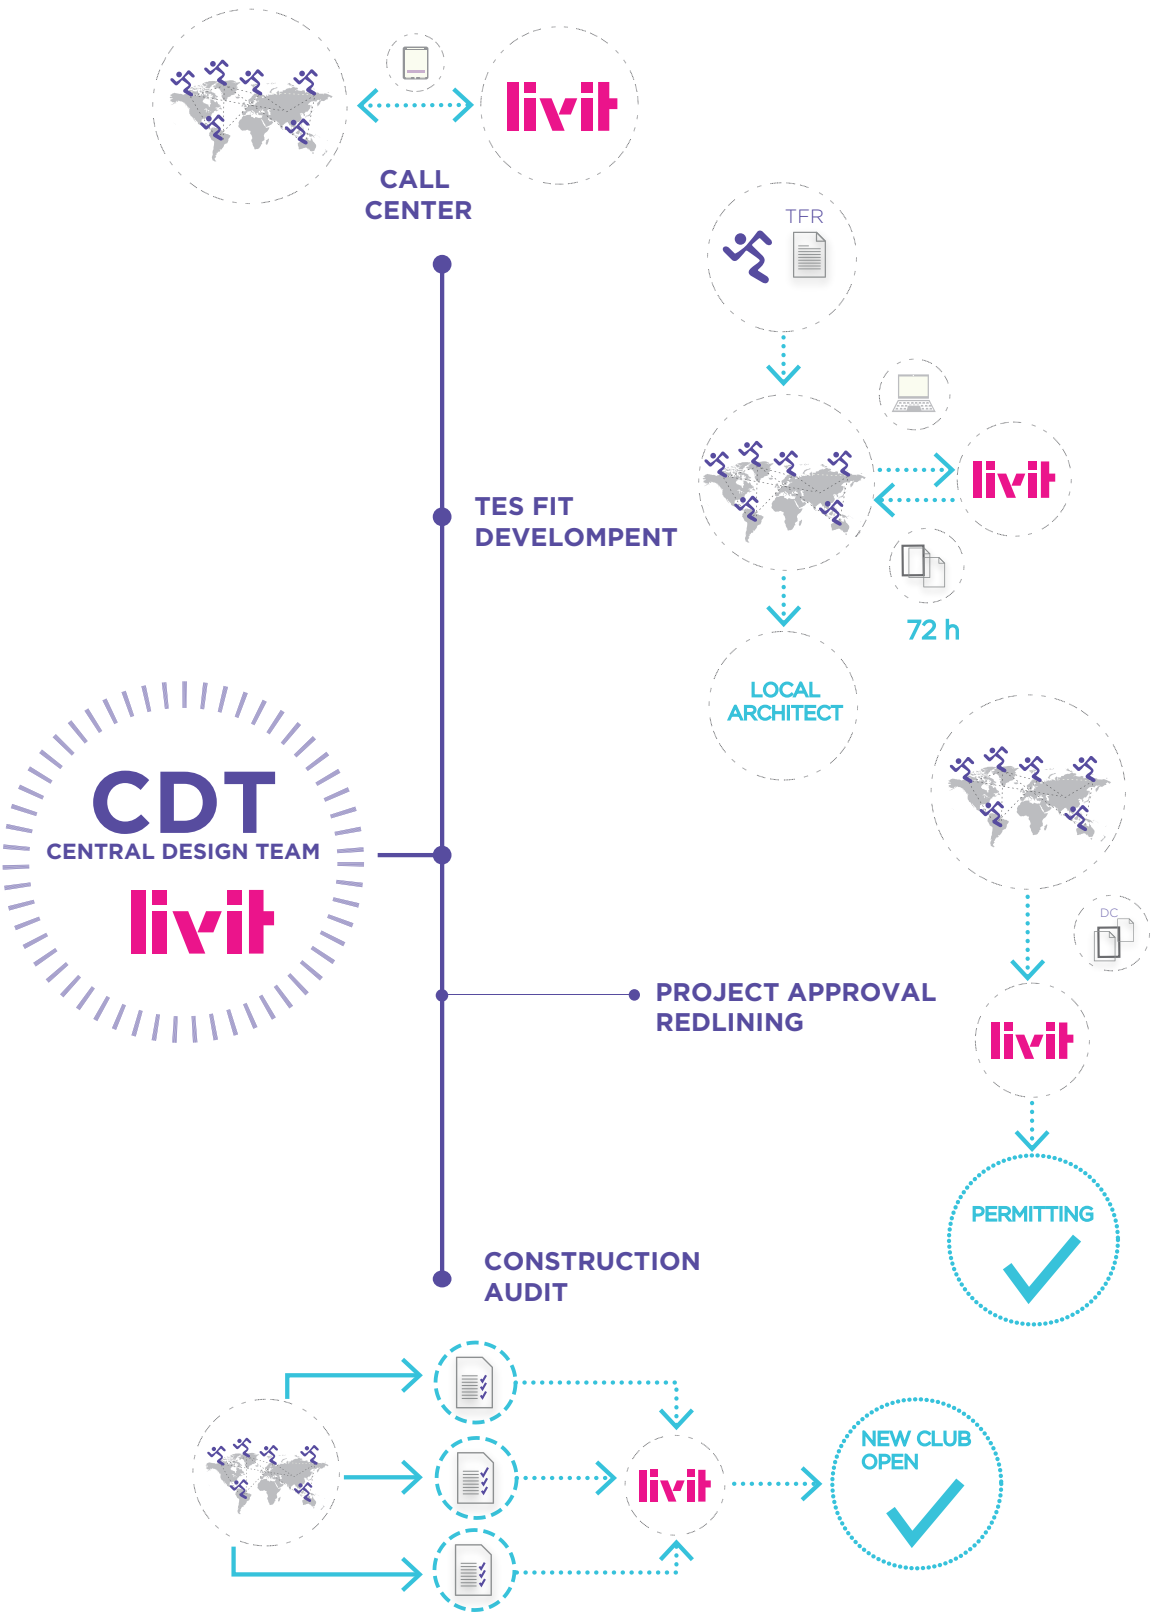 livit
CALL
CENTER
TFR
TES FIT
DEVELOMPENT
livit
72 h
LOCAL
ARCHITECT
CDT
CENTRAL DESIGN TEAM
livit
DC
PROJECT APPROVAL
REDLINING
livit
PERMITTING
CONSTRUCTION
AUDIT
livit
NEW CLUB
OPEN